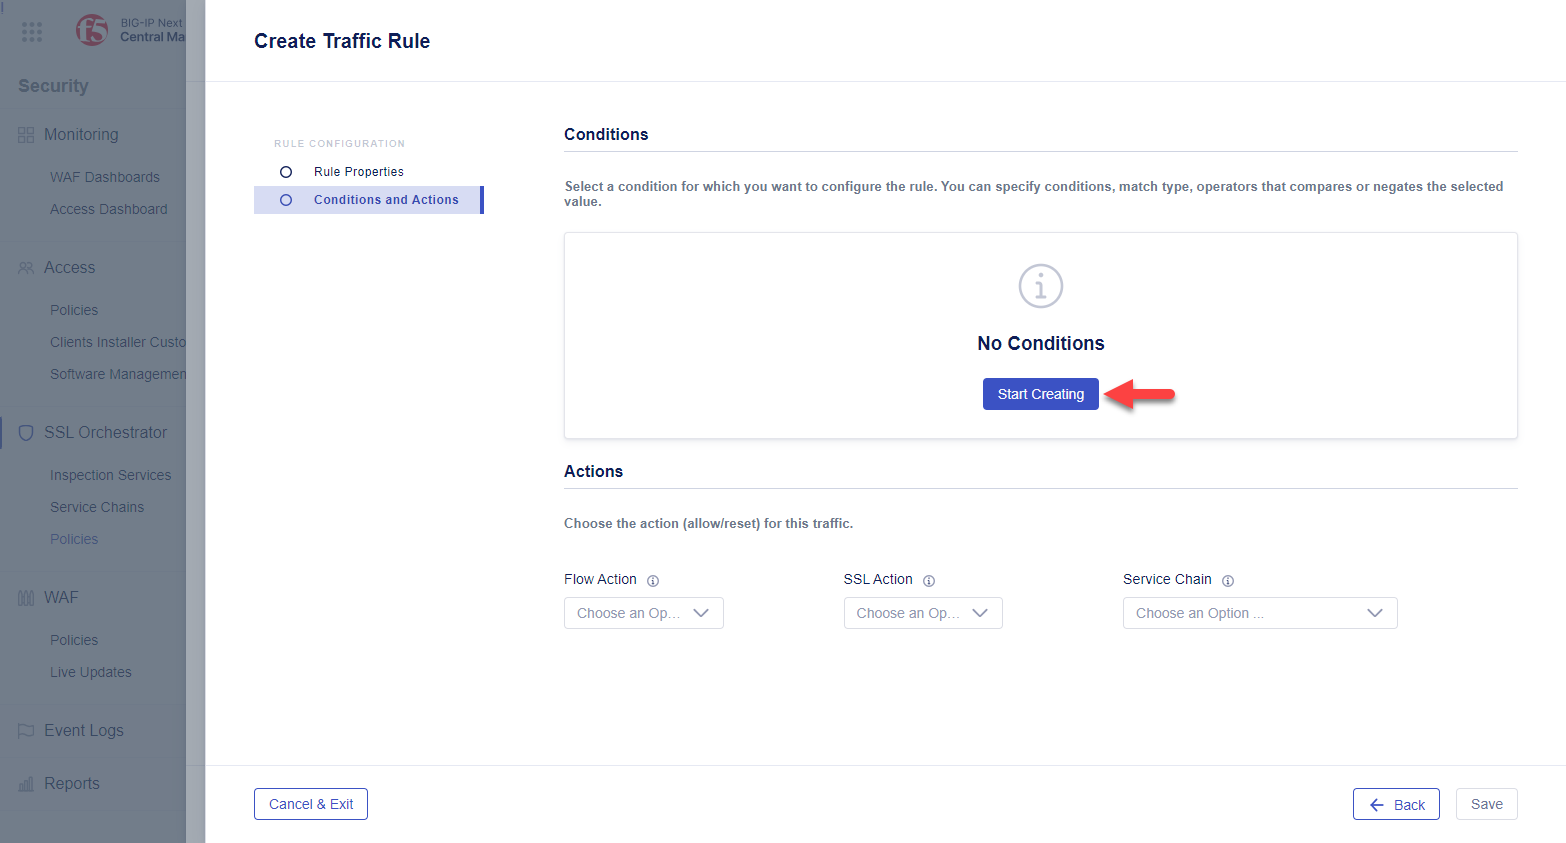 BIG-IP Next
Central Ma
Security
Monitoring
WAF Dashboards
Access Dashboard
Access
Policies
Clients Installer Custo
Software Managemen
SSL Orchestrator
Inspection Services
Service Chains
Policies
WAF
Policies
Live Updates
Event Logs
Reports
Create Traffic Rule
RULE CONFIGURATION
Rule Properties
Conditions and Actions
Conditions
Select a condition for which you want to configure the rule. You can specify conditions, match type, operators that compares or negates the selected
value.
No Conditions
Start Creating
Actions
Choose the action (allow/reset) for this traffic.
Flow Action
Choose an Op...
SSL Action
Choose an Op...
Service Chain
Choose an Option ...
Cancel & Exit
Back
Save